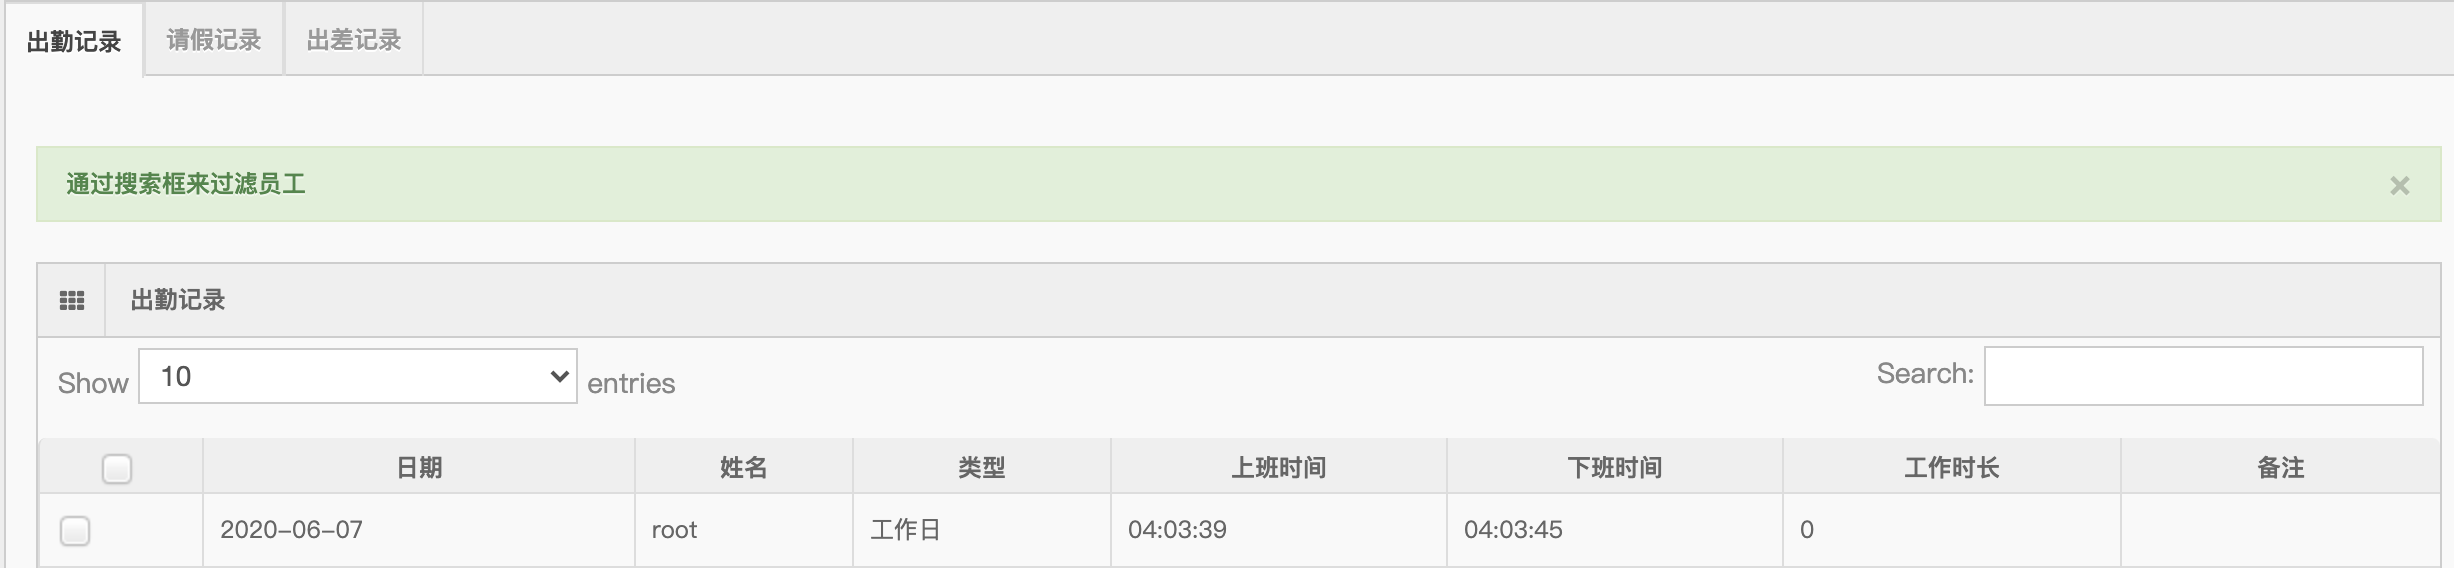 出勤记录 请假记录 出差记录
通过搜索框来过滤员工 ×
出勤记录
Show 10 entries Search:
日期 姓名 类型 上班时间 下班时间 工作时长 备注
2020-06-07 root 工作日 04:03:39 04:03:45 0